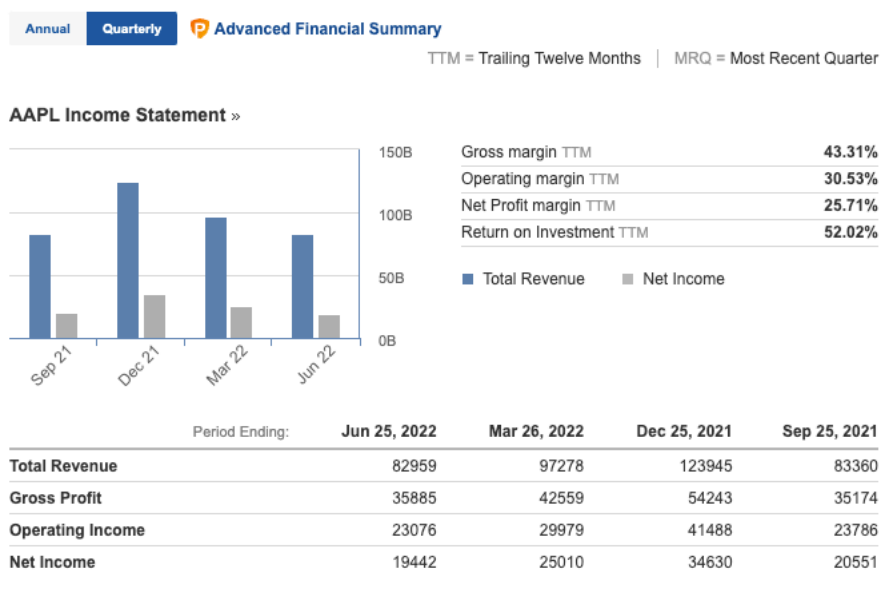 Annual Quarterly Advanced Financial Summary
TTM = Trailing Twelve Months | MRQ = Most Recent Quarter
AAPL Income Statement »
150B
100B
50B
0B
Sep 21 Dec 21 Mar 22 Jun 22
Gross margin TTM 43.31%
Operating margin TTM 30.53%
Net Profit margin TTM 25.71%
Return on Investment TTM 52.02%
Total Revenue Net Income
Period Ending: Jun 25, 2022 Mar 26, 2022 Dec 25, 2021 Sep 25, 2021
Total Revenue 82959 97278 123945 83360
Gross Profit 35885 42559 54243 35174
Operating Income 23076 29979 41488 23786
Net Income 19442 25010 34630 20551